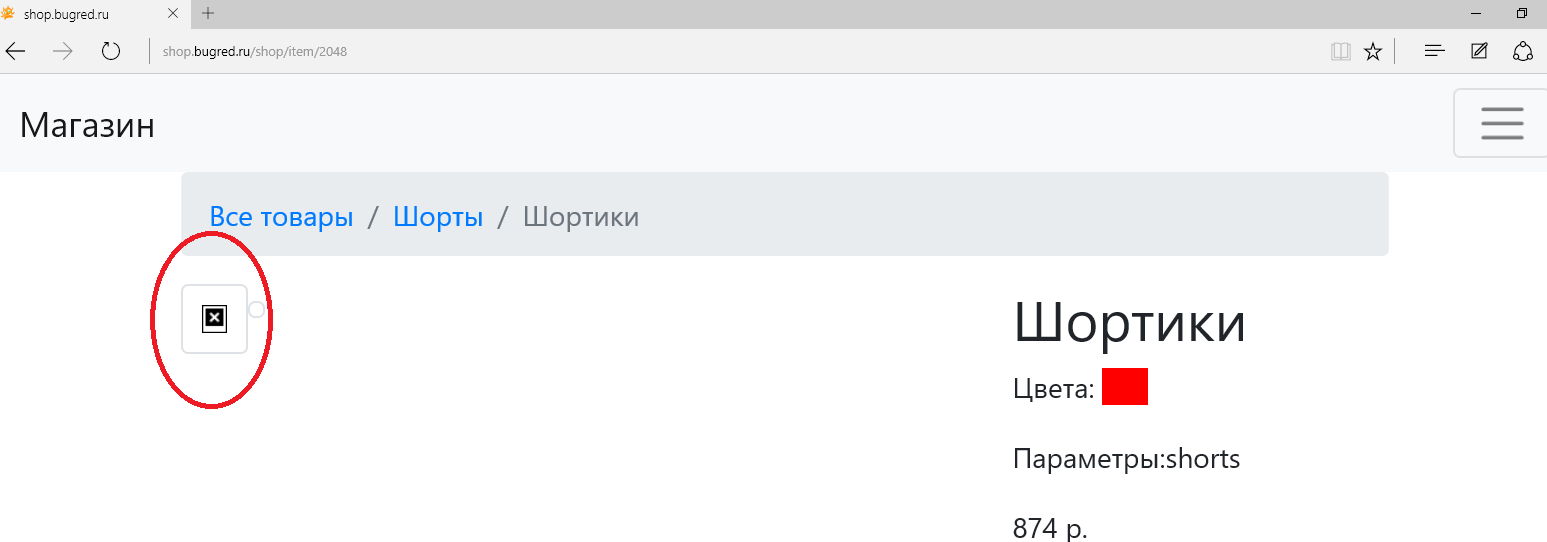 shop.bugred.ru
shop.bugred.ru/shop/item/2048
Магазин
Все товары / Шорты / Шортики
Шортики
Цвета:
Параметры:shorts
874 р.